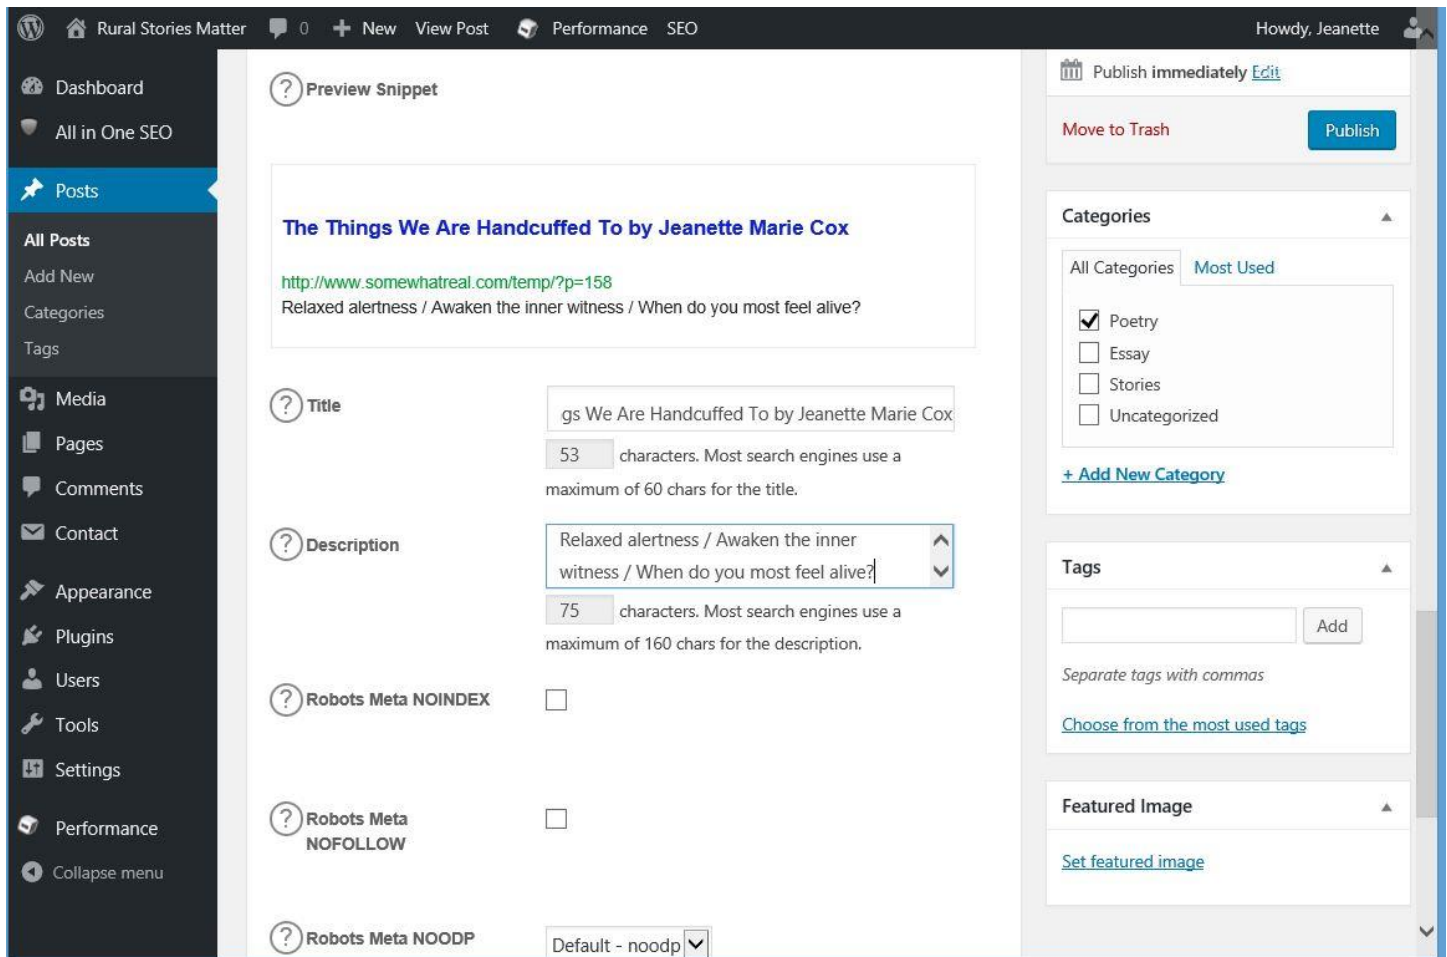 Rural Stories Matter 0 New View Post Performance SEO Howdy, Jeanette
Dashboard
All in One SEO
Posts
All Posts
Add New
Categories
Tags
Media
Pages
Comments
Contact
Appearance
Plugins
Users
Tools
Settings
Performance
Collapse menu
? Preview Snippet
The Things We Are Handcuffed To by Jeanette Marie Cox
http://www.somewhatreal.com/temp/?p=158
Relaxed alertness / Awaken the inner witness / When do you most feel alive?
? Title
gs We Are Handcuffed To by Jeanette Marie Cox
53 characters. Most search engines use a
maximum of 60 chars for the title.
? Description
Relaxed alertness / Awaken the inner
witness / When do you most feel alive?
75 characters. Most search engines use a
maximum of 160 chars for the description.
? Robots Meta NOINDEX
? Robots Meta
NOFOLLOW
? Robots Meta NOODP
Default - noodp
Publish immediately Edit
Move to Trash Publish
Categories
All Categories Most Used
Poetry
Essay
Stories
Uncategorized
+ Add New Category
Tags
Add
Separate tags with commas
Choose from the most used tags
Featured Image
Set featured image